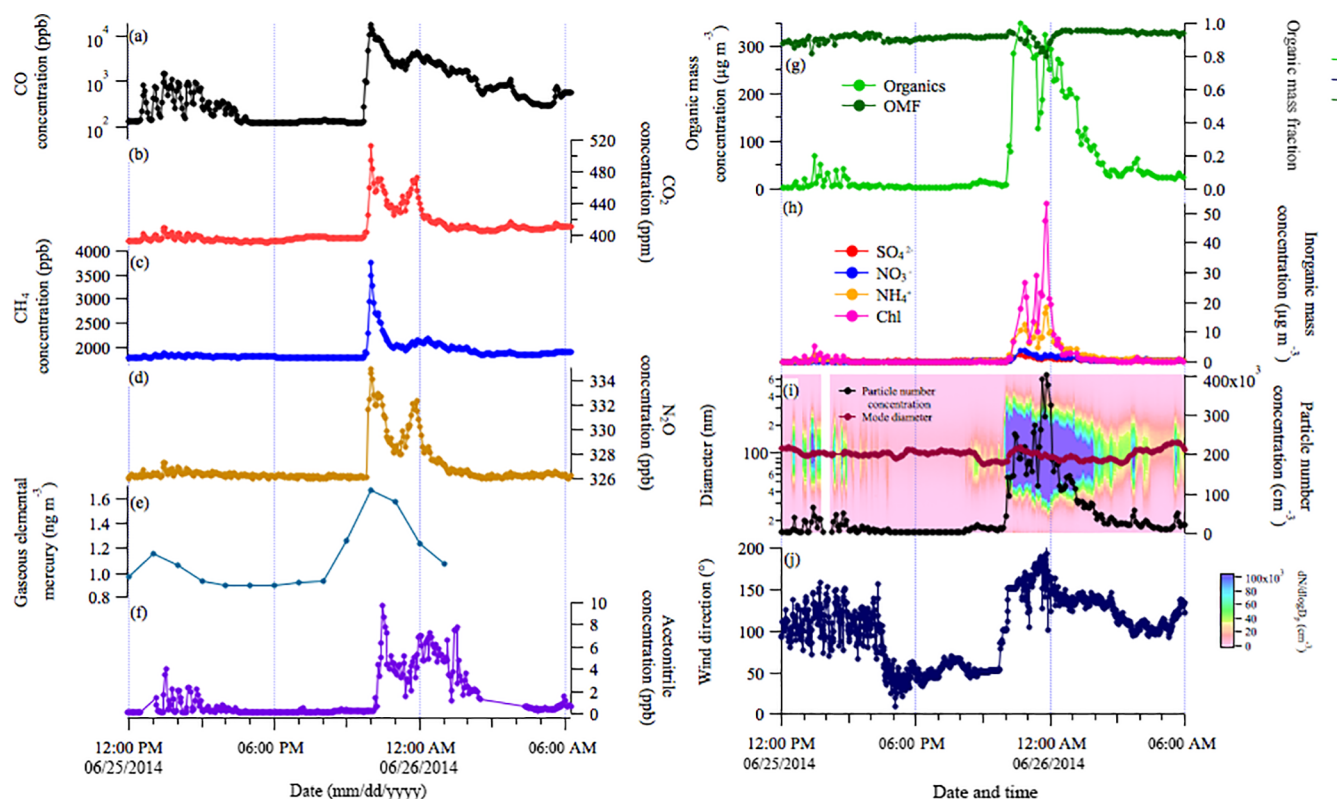 (a)
CO
concentration (ppb)
10⁴
10³
10²
(b)
520
480
440
400
CO₂
concentration (ppm)
(c)
CH₄
concentration (ppb)
4000
3500
3000
2500
2000
(d)
334
332
330
328
326
N₂O
concentration (ppb)
(e)
Gaseous elemental
mercury (ng m⁻³)
1.6
1.4
1.2
1.0
0.8
(f)
10
8
6
4
2
0
Acetonitrile
concentration (ppb)
12:00 PM
06/25/2014
06:00 PM
12:00 AM
06/26/2014
06:00 AM
Date (mm/dd/yyyy)
(g)
Organic mass
concentration (µg m⁻³)
300
200
100
0
Organics
OMF
1.0
0.8
0.6
0.4
0.2
0.0
Organic mass
fraction
(h)
SO₄²⁻
NO₃⁻
NH₄⁺
Chl
50
40
30
20
10
0
Inorganic mass
concentration (µg m⁻³)
(i)
Diameter (nm)
6
4
2
100
6
4
2
Particle number
concentration
Mode diameter
400x10³
300
200
100
0
Particle number
concentration (cm⁻³)
(j)
Wind direction (°)
200
150
100
50
0
100x10³
80
60
40
20
0
dN/dlogDₚ (cm⁻³)
12:00 PM
06/25/2014
06:00 PM
12:00 AM
06/26/2014
06:00 AM
Date and time